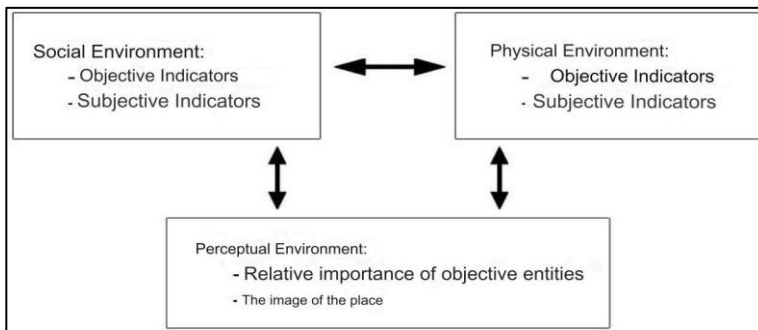 Social Environment:
- Objective Indicators
- Subjective Indicators
Physical Environment:
- Objective Indicators
- Subjective Indicators
Perceptual Environment:
- Relative importance of objective entities
- The image of the place